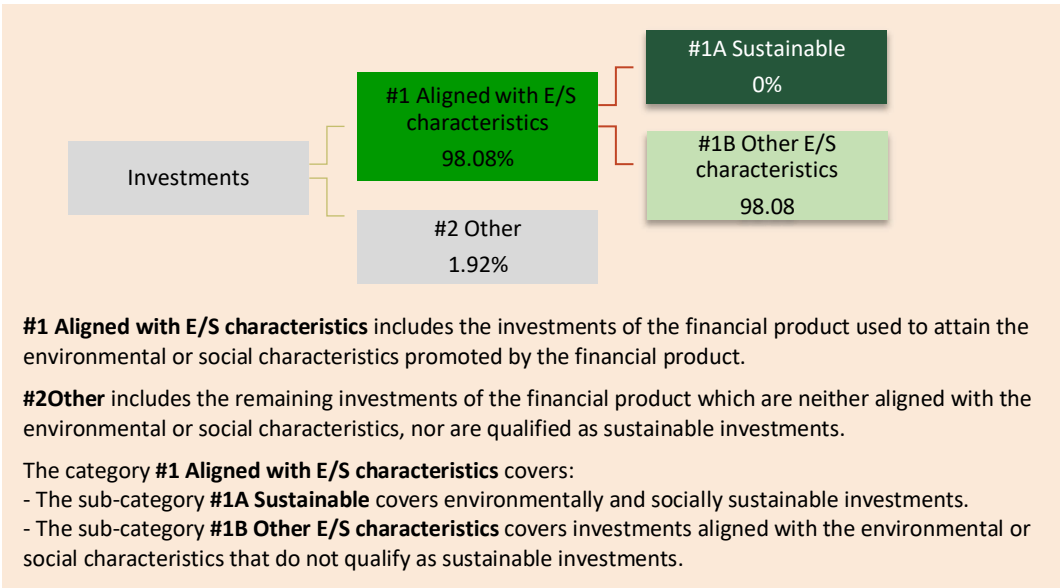 Investments
#1 Aligned with E/S
characteristics
98.08%
#2 Other
1.92%
#1A Sustainable
0%
#1B Other E/S
characteristics
98.08
#1 Aligned with E/S characteristics includes the investments of the financial product used to attain the
environmental or social characteristics promoted by the financial product.
#2Other includes the remaining investments of the financial product which are neither aligned with the
environmental or social characteristics, nor are qualified as sustainable investments.
The category #1 Aligned with E/S characteristics covers:
- The sub-category #1A Sustainable covers environmentally and socially sustainable investments.
- The sub-category #1B Other E/S characteristics covers investments aligned with the environmental or
social characteristics that do not qualify as sustainable investments.